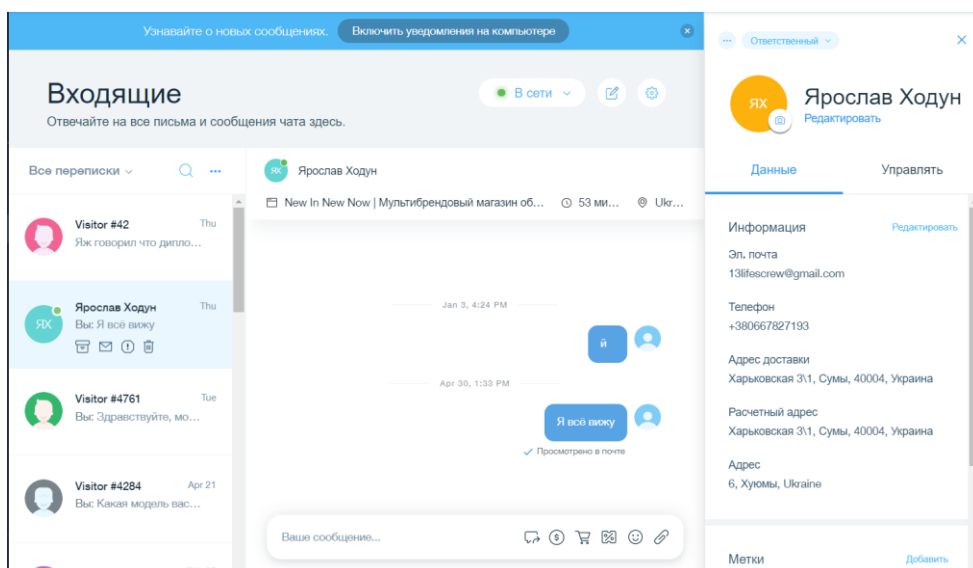 Узнавайте о новых сообщениях. Включить уведомления на компьютере
Входящие
Отвечайте на все письма и сообщения чата здесь.
В сети
Все переписки
Visitor #42 Thu
Яж говорил что дипло...
ЯХ
Ярослав Ходун Thu
Вы: Я всё вижу
Visitor #4761 Tue
Вы: Здравствуйте, мо...
Visitor #4284 Apr 21
Вы: Какая модель вас...
ЯХ
Ярослав Ходун
New In New Now | Мультибрендовый магазин об... 53 ми... Ukr...
Jan 3, 4:24 PM
й
Apr 30, 1:33 PM
Я всё вижу
Просмотрено в почте
Ваше сообщение...
Ответственный
ЯХ
Ярослав Ходун
Редактировать
Данные Управлять
Информация Редактировать
Эл. почта
13lifescrew@gmail.com
Телефон
+380667827193
Адрес доставки
Харьковская 3\1, Сумы, 40004, Украина
Расчетный адрес
Харьковская 3\1, Сумы, 40004, Украина
Адрес
6, Хуюмы, Ukraine
Метки Добавить